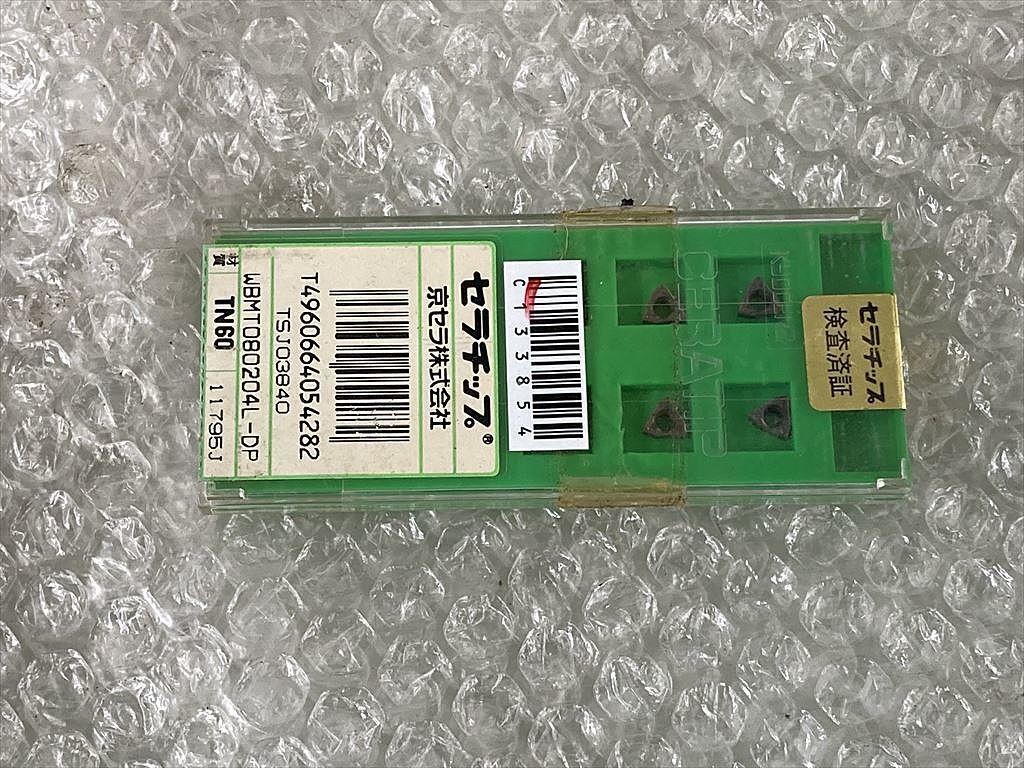 セラチップ®
京セラ株式会社
T4960664054282
TSJ03840
WBMT080204L-DP
材質 TN60 11795J
C133854
CERATIP
セラチップ
検査済証